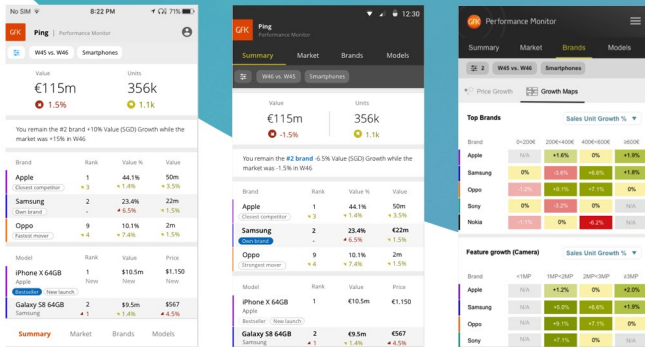 No SIM
8:22 PM
71%
GfK
Ping
Performance Monitor
W45 vs. W46
Smartphones
Value
Units
€115m
356k
1.5%
1.1k
You remain the #2 brand +10% Value (SGD) Growth while the
market was +15% in W46
Brand
Rank
Value %
Value
Apple
1
44.1%
50m
Closest competitor
3
1.4%
3.5%
Samsung
2
23.4%
22m
Own brand
-
6.5%
1.5%
Oppo
9
10.1%
2m
Fastest mover
4
7.4%
1.5%
Model
Rank
Value
Price
iPhone X 64GB
1
$10.5m
$1.150
Apple
New
New
New
Bestseller
New launch
Galaxy S8 64GB
2
$9.5m
$567
Samsung
1
1.4%
4.5%
Summary
Market
Brands
Models
12:30
GfK
Ping
Performance Monitor
Summary
Market
Brands
Models
W46 vs. W45
Smartphones
Value
Units
€115m
356k
-1.5%
1.1k
You remain the #2 brand -6.5% Value (SGD) Growth while the
market was -1.5% in W46
Brand
Rank
Value %
Value
Apple
1
44.1%
50m
Closest competitor
3
1.4%
3.5%
Samsung
2
23.4%
€22m
Own brand
-
6.5%
1.5%
Oppo
9
10.1%
2m
Strongest mover
4
7.4%
1.5%
Model
Rank
Value
Price
iPhone X 64GB
1
€10.5m
€1,150
Apple
Bestseller
New launch
Galaxy S8 64GB
2
€9.5m
€567
Samsung
1
1.4%
4.5%
GfK
Performance Monitor
Summary
Market
Brands
Models
2
W45 vs. W46
Smartphones
Price Growth
Growth Maps
Top Brands
Sales Unit Growth %
Brand
0<200€
200€<400€
400€<600€
≥600€
Apple
N/A
+1.6%
0%
+1.9%
Samsung
0%
-3.8%
+6.6%
+1.8%
Oppo
-1.2%
+9.1%
+7.1%
0%
Sony
0%
-3.2%
0%
N/A
Nokia
-1.1%
0%
-6.2%
N/A
Feature growth (Camera)
Sales Unit Growth %
Brand
<1MP
1MP<2MP
2MP<3MP
≥3MP
Apple
N/A
+1.2%
0%
+2.0%
Samsung
N/A
+5.8%
+6.8%
+1.9%
Oppo
N/A
+9.1%
+7.1%
0%
Sony
N/A
+7.1%
0%
N/A